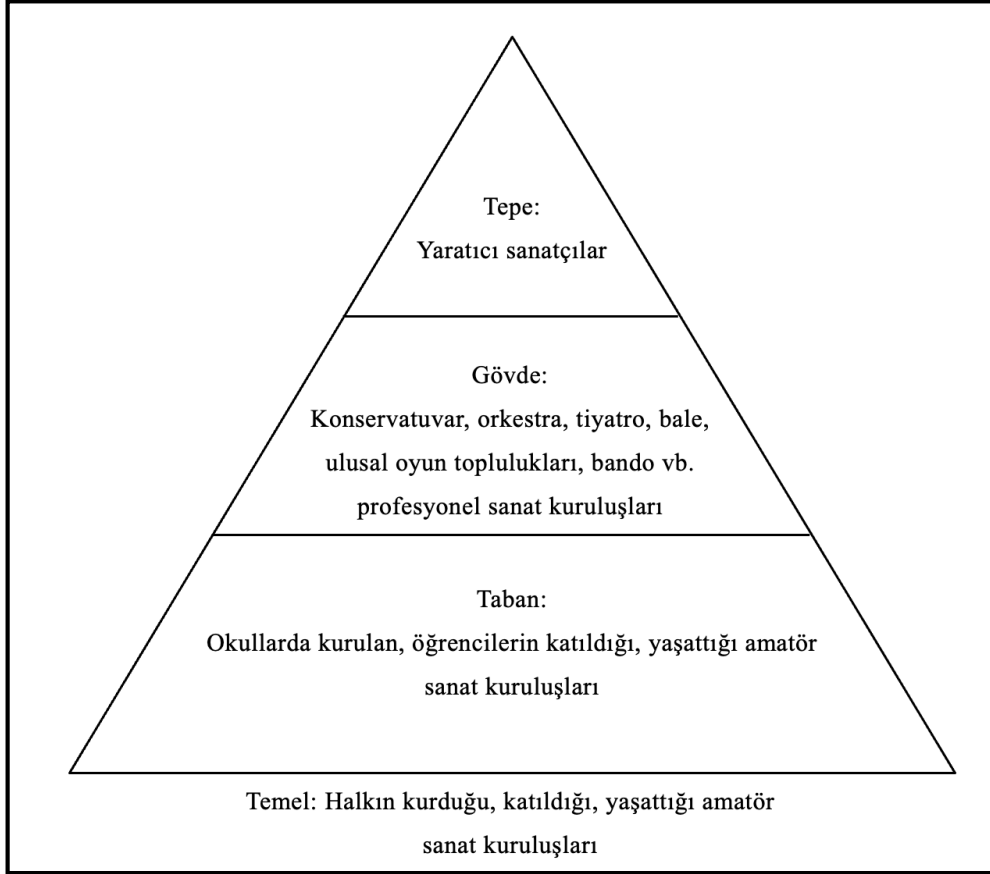 Tepe:
Yaratıcı sanatçılar
Gövde:
Konservatuvar, orkestra, tiyatro, bale,
ulusal oyun toplulukları, bando vb.
profesyonel sanat kuruluşları
Taban:
Okullarda kurulan, öğrencilerin katıldığı, yaşattığı amatör
sanat kuruluşları
Temel: Halkın kurduğu, katıldığı, yaşattığı amatör
sanat kuruluşları